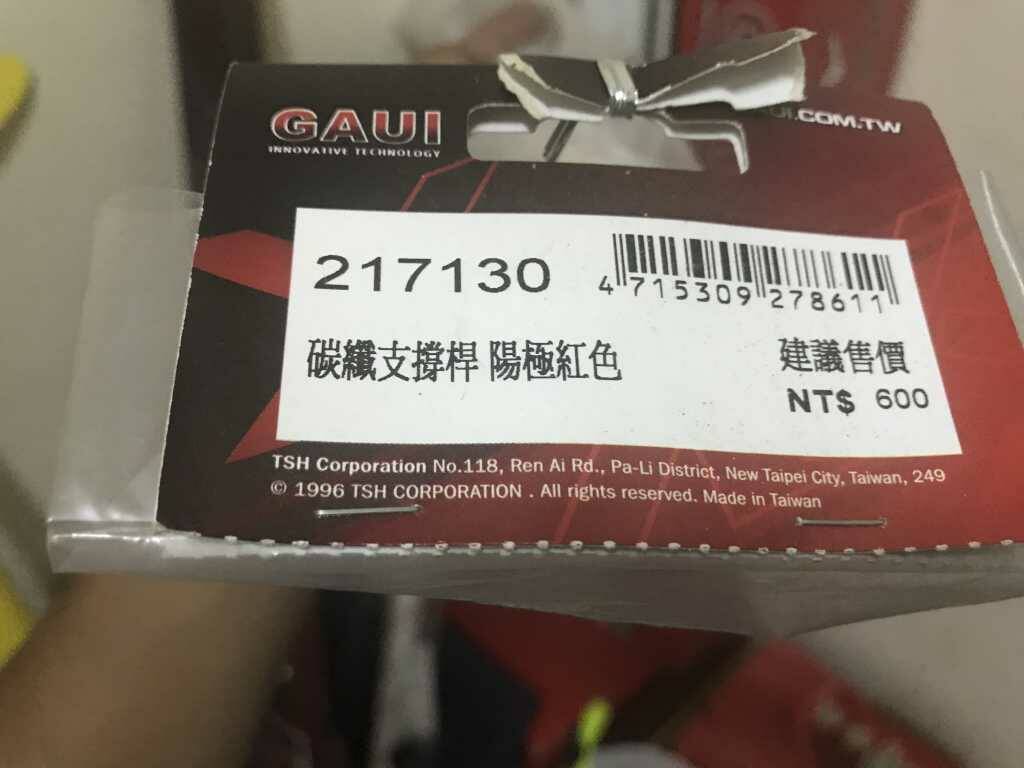 GAUI
INNOVATIVE TECHNOLOGY
.COM.TW
217130
4 715309 278611
碳纖支撐桿 陽極紅色
建議售價
NT$ 600
TSH Corporation No.118, Ren Ai Rd., Pa-Li District, New Taipei City, Taiwan, 249
© 1996 TSH CORPORATION . All rights reserved. Made in Taiwan